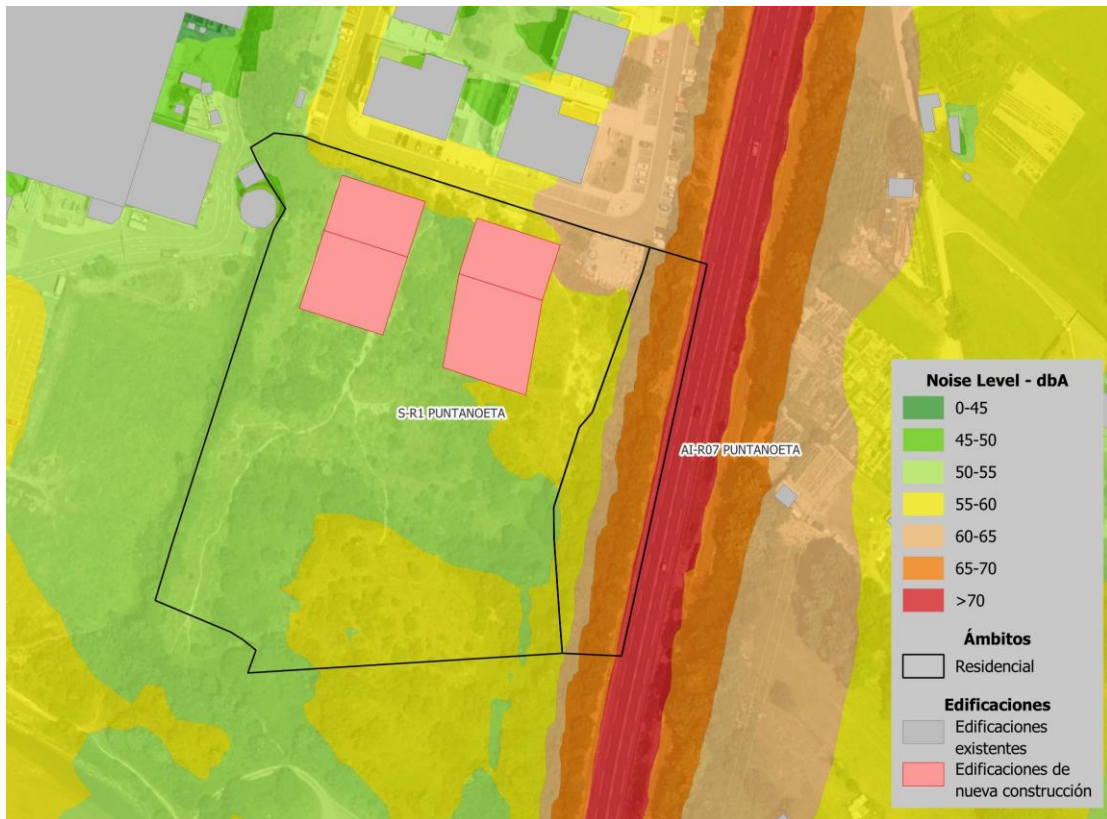 S-R1 PUNTANOETA
AI-R07 PUNTANOETA
Noise Level - dbA
0-45
45-50
50-55
55-60
60-65
65-70
>70
Ámbitos
Residencial
Edificaciones
Edificaciones
existentes
Edificaciones de
nueva construcción